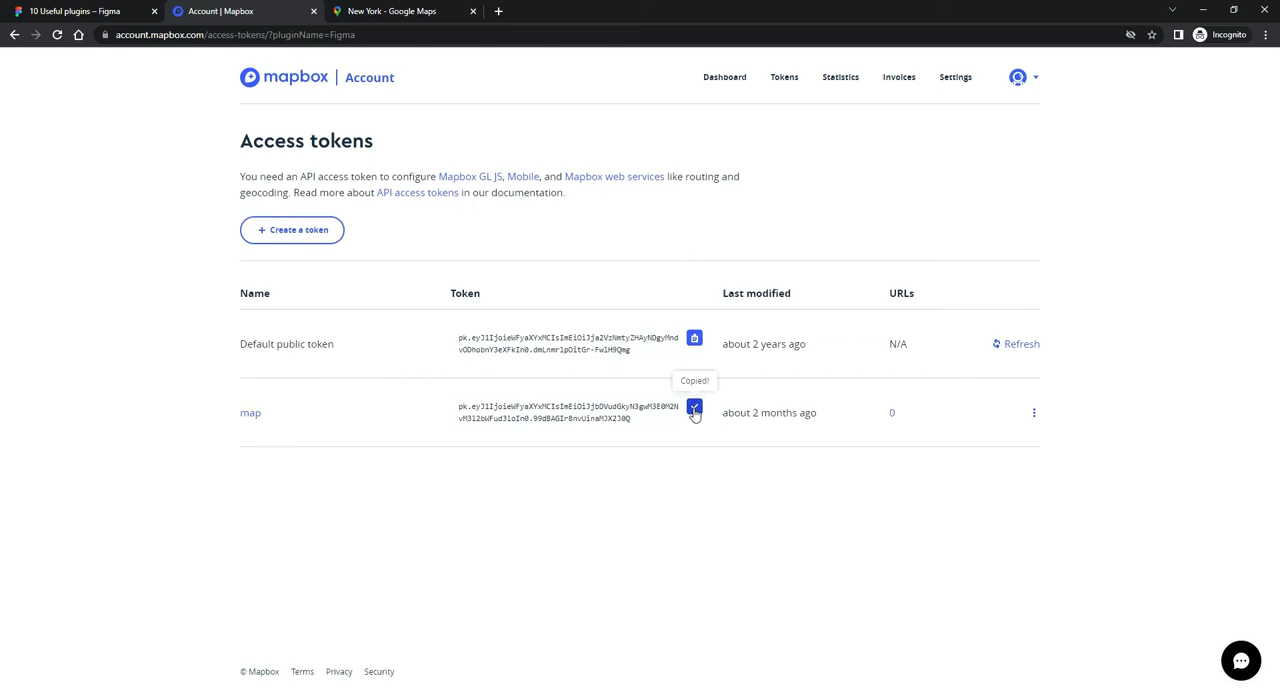 10 Useful plugins – Figma
Account | Mapbox
New York - Google Maps
account.mapbox.com/access-tokens/?pluginName=Figma
Incognito
mapbox | Account
Dashboard
Tokens
Statistics
Invoices
Settings
Access tokens
You need an API access token to configure Mapbox GL JS, Mobile, and Mapbox web services like routing and
geocoding. Read more about API access tokens in our documentation.
+ Create a token
Name
Token
Last modified
URLs
Default public token
about 2 years ago
N/A
Refresh
Copied!
map
about 2 months ago
0
© Mapbox
Terms
Privacy
Security